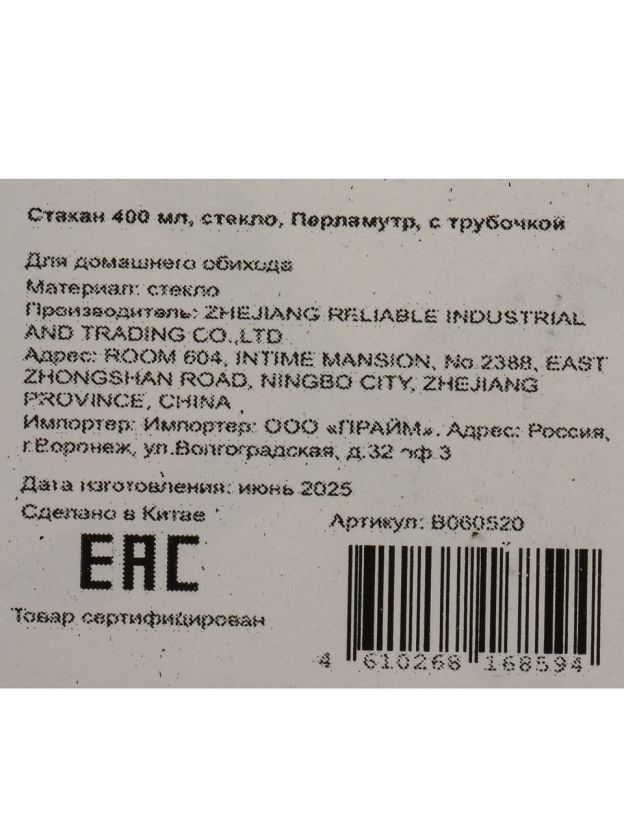 Стакан 400 мл, стекло, Перламутр, с трубочкой
Для домашнего обихода
Материал: стекло
Производитель: ZHEJIANG RELIABLE INDUSTRIAL
AND TRADING CO.,LTD
Адрес: ROOM 604, INTIME MANSION, No.2388, EAST
ZHONGSHAN ROAD, NINGBO CITY, ZHEJIANG
PROVINCE, CHINA
Импортер: Импортер: ООО «ПРАЙМ». Адрес: Россия,
г.Воронеж, ул.Волгоградская, д.32 оф.3
Дата изготовления: июнь 2025
Сделано в Китае
Артикул: B060520
EAC
Товар сертифицирован
4 610268 168594